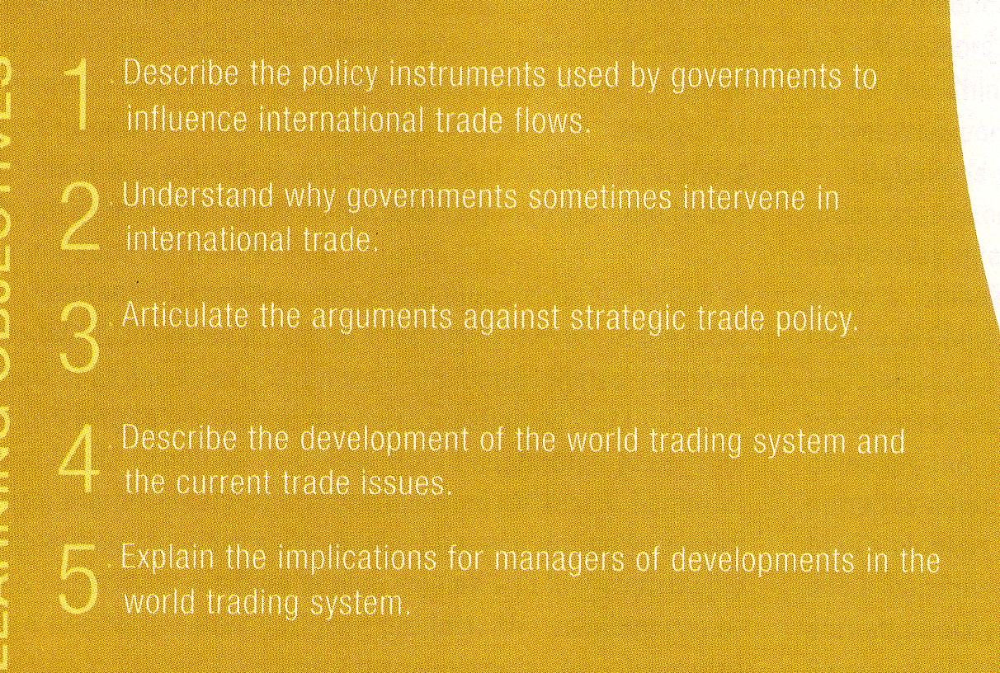 LEARNING OBJECTIVES
1. Describe the policy instruments used by governments to
influence international trade flows.
2. Understand why governments sometimes intervene in
international trade.
3. Articulate the arguments against strategic trade policy.
4. Describe the development of the world trading system and
the current trade issues.
5. Explain the implications for managers of developments in the
world trading system.